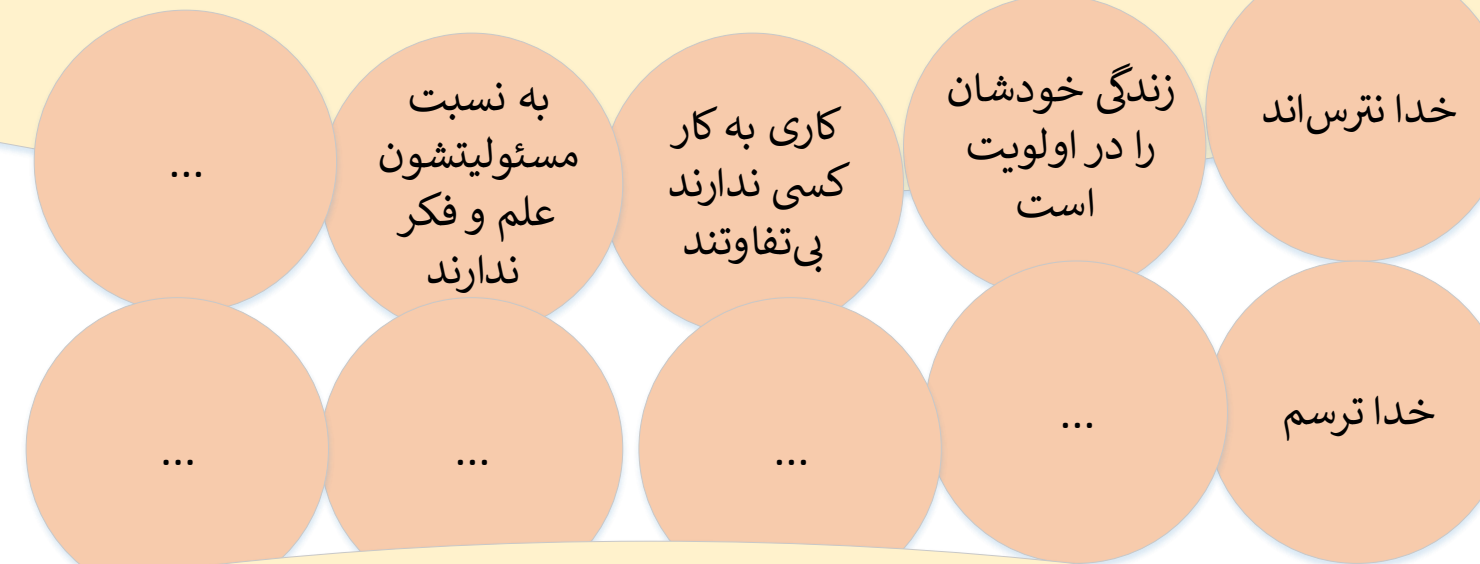 خدا نترس‌اند
زندگی خودشان
را در اولویت
است
کاری به کار
کسی ندارند
بی‌تفاوتند
به نسبت
مسئولیتشون
علم و فکر
ندارند
...
خدا ترسم
...
...
...
...